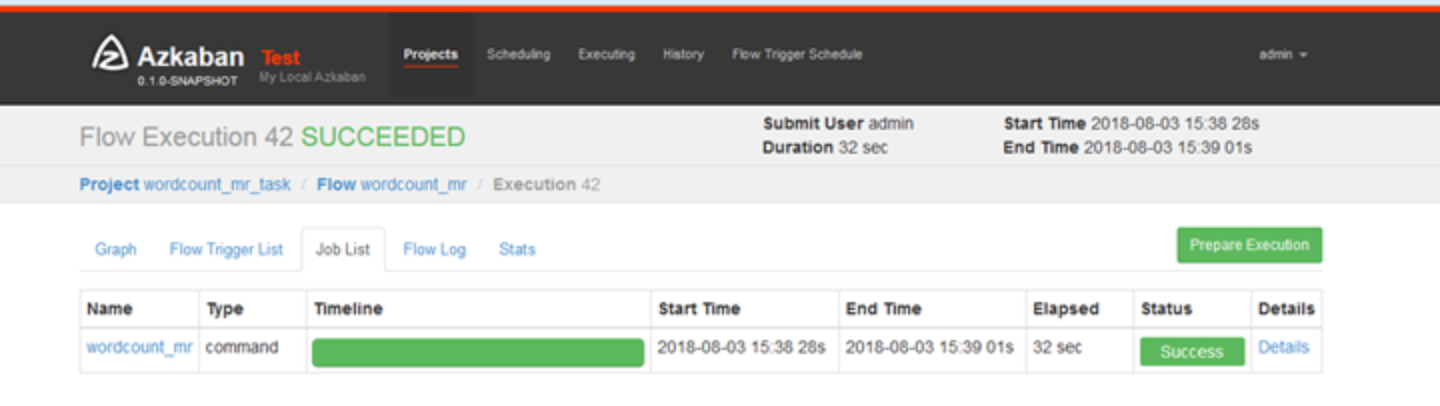 Azkaban Test Projects Scheduling Executing History Flow Trigger Schedule admin
0.1.0-SNAPSHOT My Local Azkaban
Flow Execution 42 SUCCEEDED
Submit User admin Start Time 2018-08-03 15:38 28s
Duration 32 sec End Time 2018-08-03 15:39 01s
Project wordcount_mr_task / Flow wordcount_mr / Execution 42
Graph Flow Trigger List Job List Flow Log Stats Prepare Execution
Name Type Timeline Start Time End Time Elapsed Status Details
wordcount_mr command 2018-08-03 15:38 28s 2018-08-03 15:39 01s 32 sec Success Details